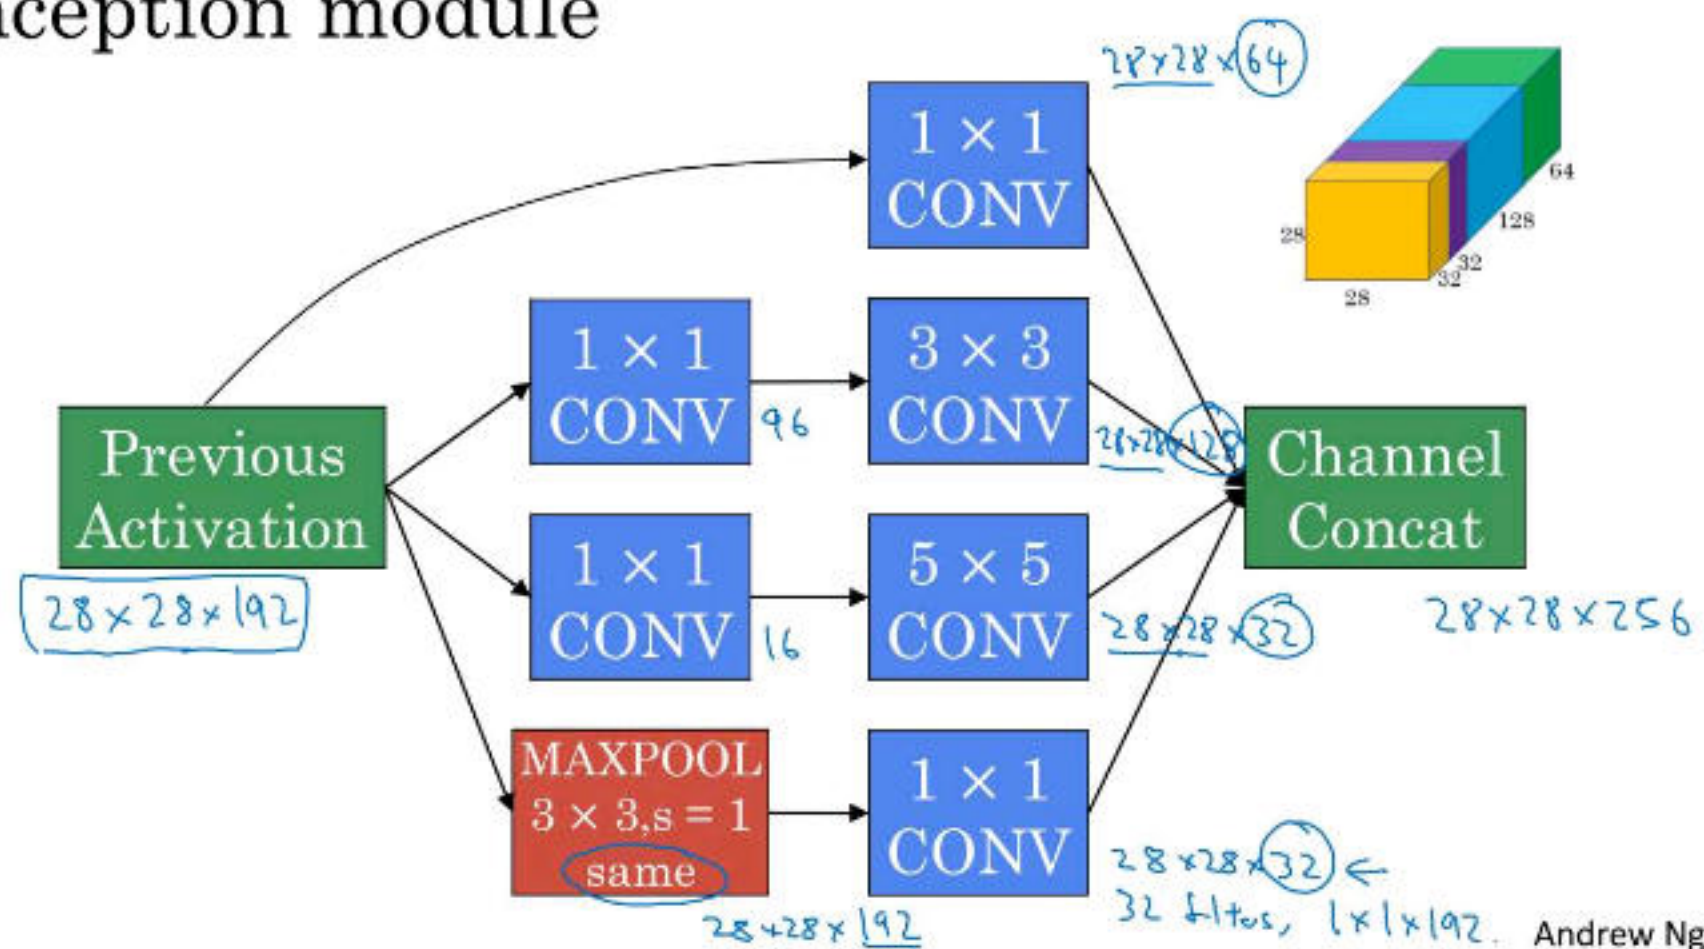 nception module
28×28×64
1 × 1
CONV
28
28
32
32
128
64
1 × 1
CONV
96
3 × 3
CONV
28×28×128
Previous
Activation
28×28×192
Channel
Concat
28×28×256
1 × 1
CONV
16
5 × 5
CONV
28×28×32
MAXPOOL
3 × 3,s = 1
same
28×28×192
1 × 1
CONV
28×28×32 ←
32 filters, 1×1×192.
Andrew Ng